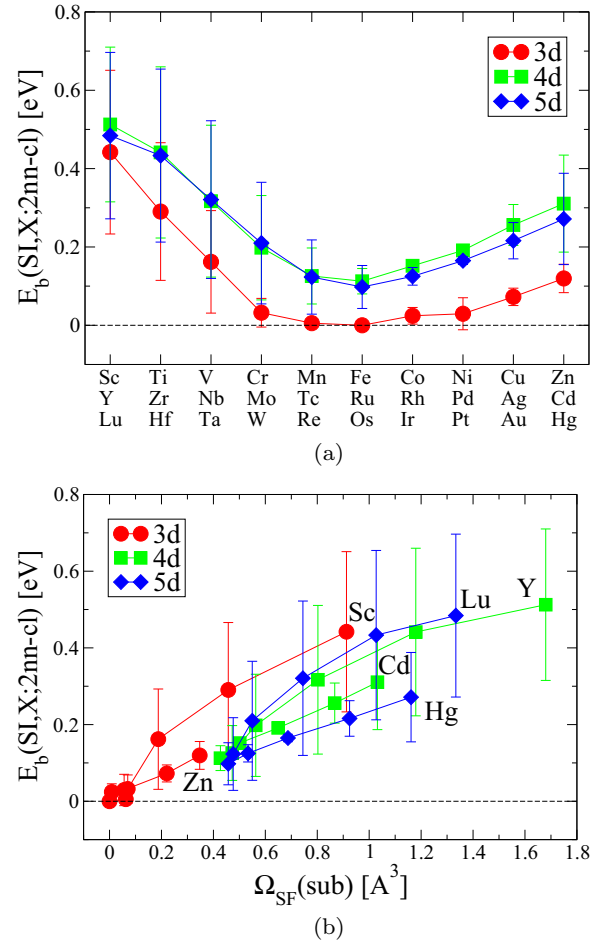 0.8
0.6
0.4
0.2
0
E_b(SI,X;2nn-cl) [eV]
3d
4d
5d
Sc Ti V Cr Mn Fe Co Ni Cu Zn
Y Zr Nb Mo Tc Ru Rh Pd Ag Cd
Lu Hf Ta W Re Os Ir Pt Au Hg
(a)
0.8
0.6
0.4
0.2
0
E_b(SI,X;2nn-cl) [eV]
3d
4d
5d
Sc
Lu
Y
Cd
Hg
Zn
0 0.2 0.4 0.6 0.8 1 1.2 1.4 1.6 1.8
Ω_SF(sub) [A^3]
(b)